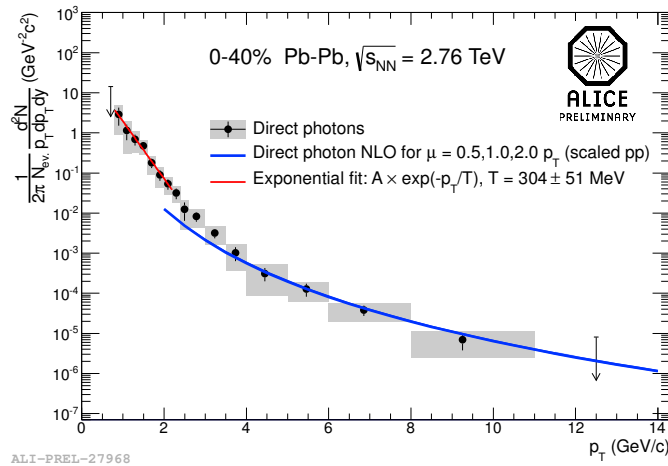 0-40% Pb-Pb, √s_NN = 2.76 TeV
ALICE
PRELIMINARY
Direct photons
Direct photon NLO for μ = 0.5,1.0,2.0 p_T (scaled pp)
Exponential fit: A × exp(-p_T/T), T = 304 ± 51 MeV
1/(2π N_ev.) d²N/(p_T dp_T dy) (GeV⁻²c²)
10³
10²
10
1
10⁻¹
10⁻²
10⁻³
10⁻⁴
10⁻⁵
10⁻⁶
10⁻⁷
0 2 4 6 8 10 12 14
p_T (GeV/c)
ALI-PREL-27968